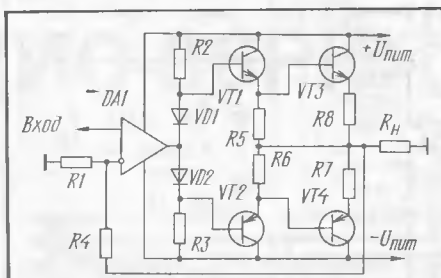 R2
+Uпит
DA1
VT1
VT3
Вход
VD1
R5
R8
Rн
R1
R6
VD2
R7
R4
VT2
VT4
R3
-Uпит